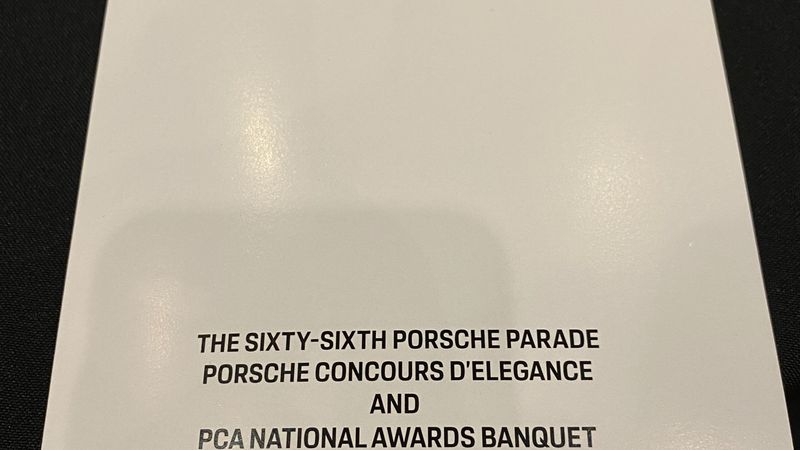 THE SIXTY-SIXTH PORSCHE PARADE
PORSCHE CONCOURS D'ELEGANCE
AND
PCA NATIONAL AWARDS BANQUET